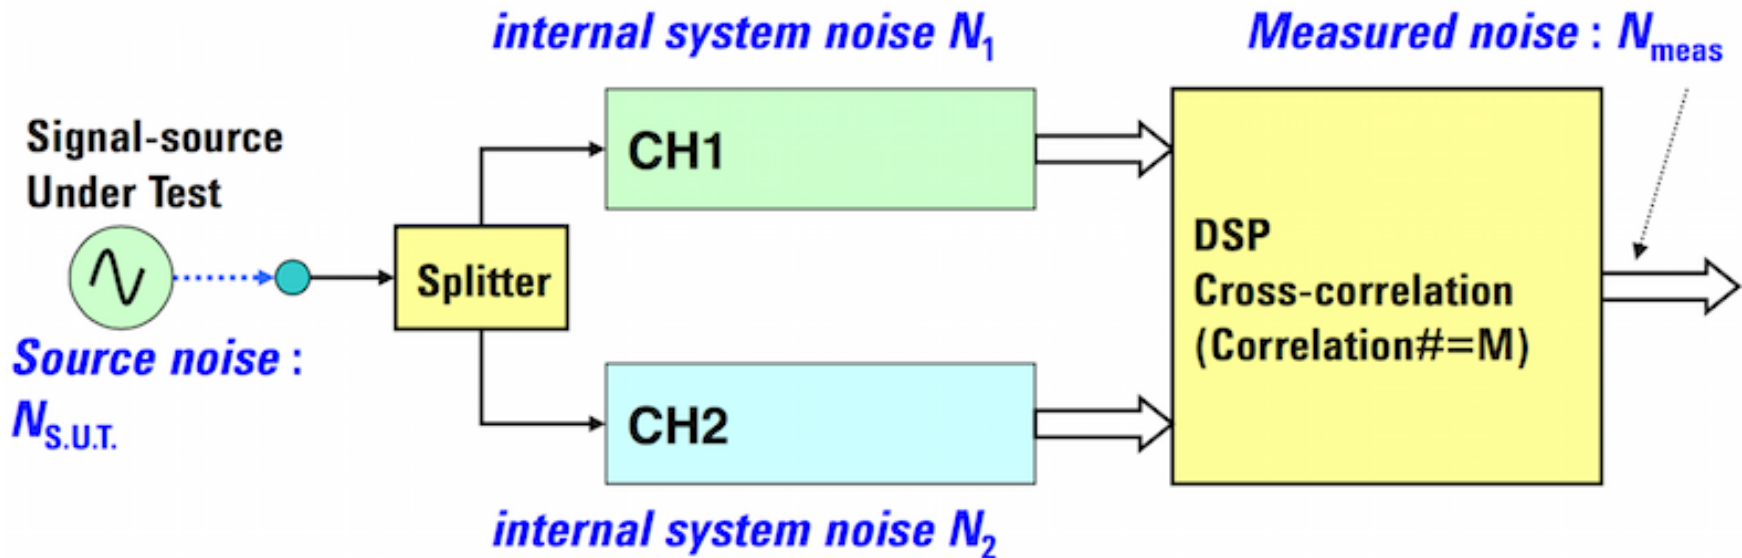 internal system noise N1
Measured noise : Nmeas
Signal-source
Under Test
CH1
Splitter
DSP
Cross-correlation
(Correlation#=M)
Source noise :
NS.U.T.
CH2
internal system noise N2